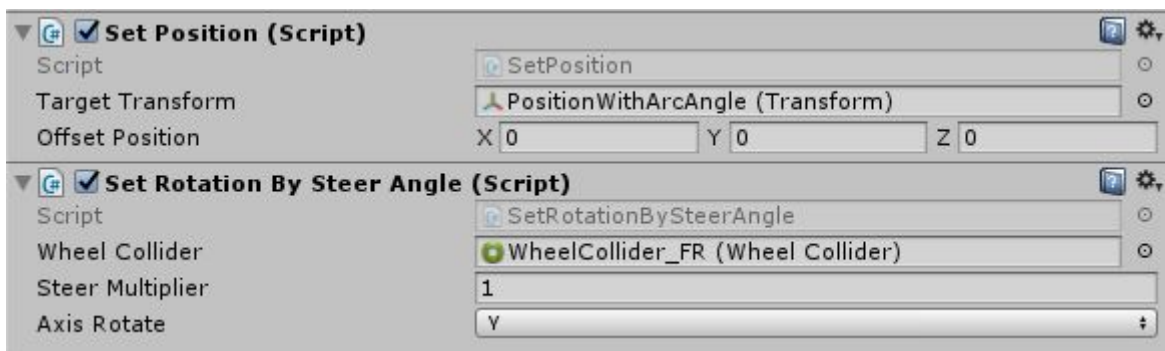 Set Position (Script)
Script SetPosition
Target Transform PositionWithArcAngle (Transform)
Offset Position X 0 Y 0 Z 0
Set Rotation By Steer Angle (Script)
Script SetRotationBySteerAngle
Wheel Collider WheelCollider_FR (Wheel Collider)
Steer Multiplier 1
Axis Rotate Y